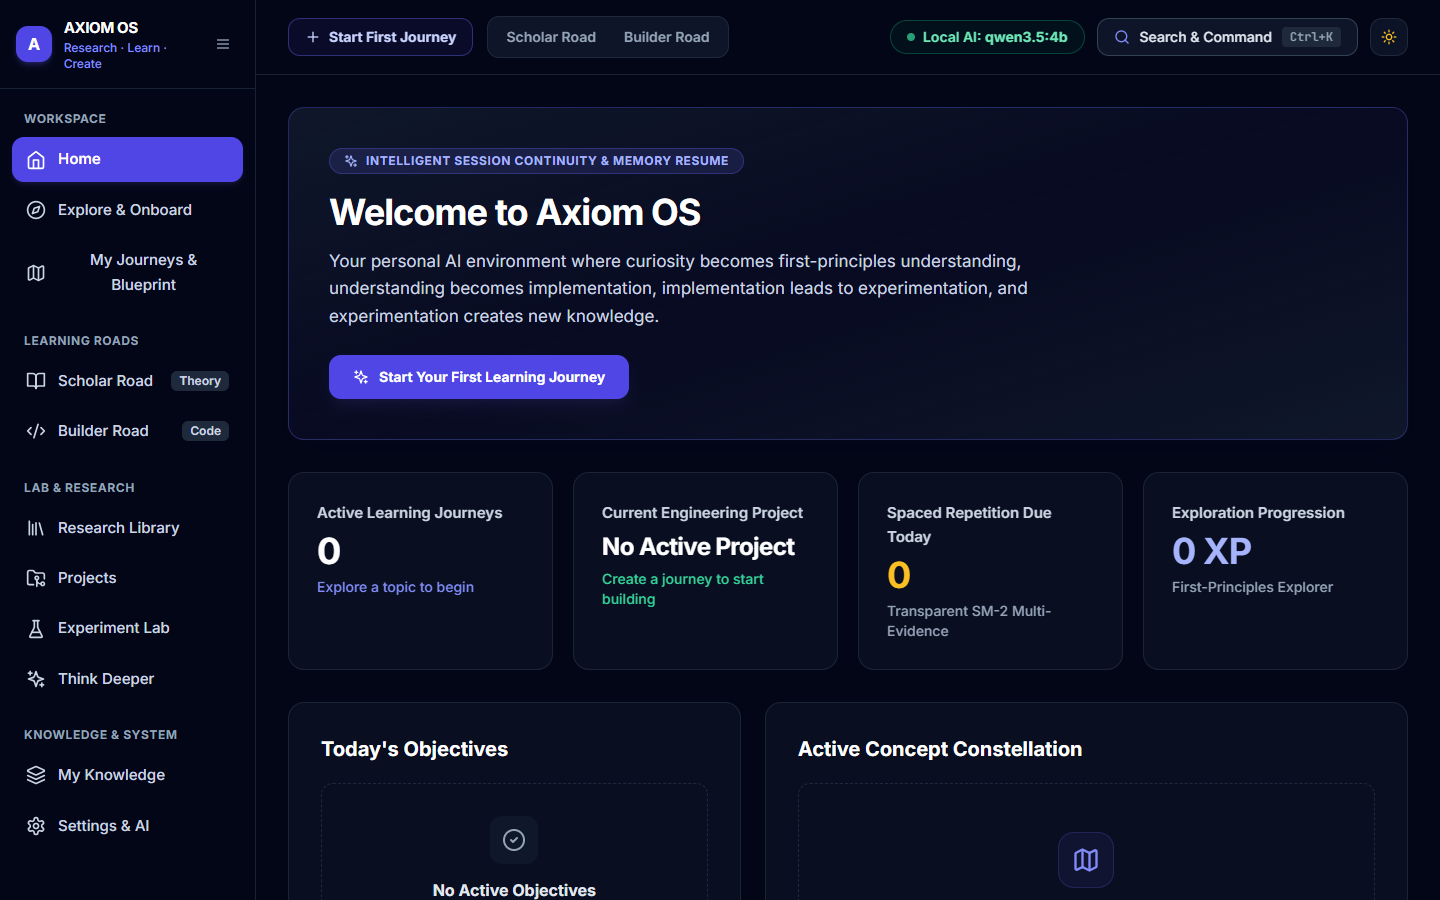 A
AXIOM OS
Research · Learn ·
Create
WORKSPACE
Home
Explore & Onboard
My Journeys &
Blueprint
LEARNING ROADS
Scholar Road
Theory
Builder Road
Code
LAB & RESEARCH
Research Library
Projects
Experiment Lab
Think Deeper
KNOWLEDGE & SYSTEM
My Knowledge
Settings & AI
Start First Journey
Scholar Road
Builder Road
Local AI: qwen3.5:4b
Search & Command
Ctrl+K
INTELLIGENT SESSION CONTINUITY & MEMORY RESUME
Welcome to Axiom OS
Your personal AI environment where curiosity becomes first-principles understanding,
understanding becomes implementation, implementation leads to experimentation, and
experimentation creates new knowledge.
Start Your First Learning Journey
Active Learning Journeys
0
Explore a topic to begin
Current Engineering Project
No Active Project
Create a journey to start
building
Spaced Repetition Due
Today
0
Transparent SM-2 Multi-
Evidence
Exploration Progression
0 XP
First-Principles Explorer
Today's Objectives
No Active Objectives
Active Concept Constellation